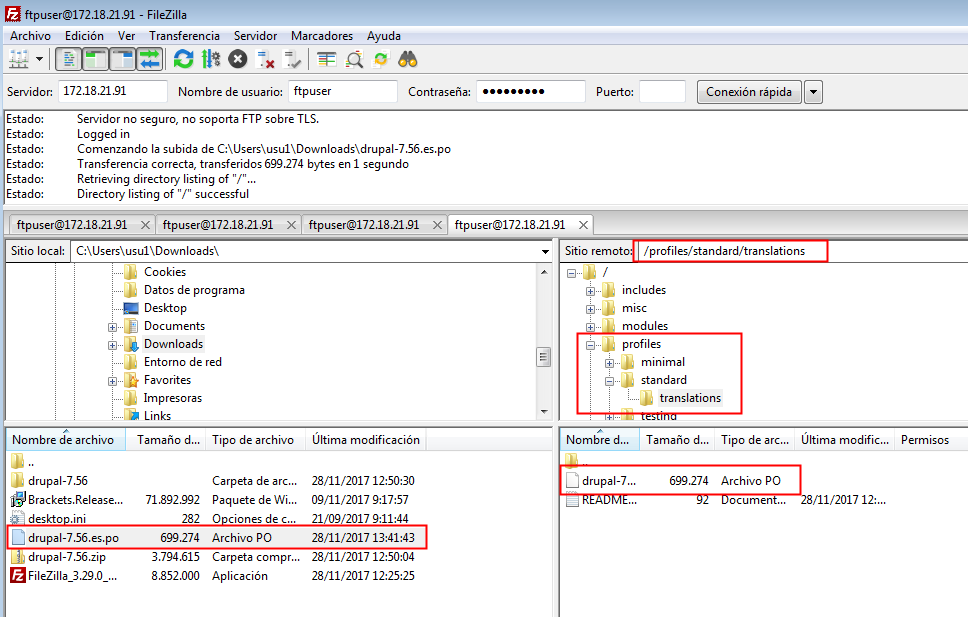 ftpuser@172.18.21.91 - FileZilla
Archivo Edición Ver Transferencia Servidor Marcadores Ayuda
Servidor: 172.18.21.91 Nombre de usuario: ftpuser Contraseña: ●●●●●●●●● Puerto: Conexión rápida
Estado: Servidor no seguro, no soporta FTP sobre TLS.
Estado: Logged in
Estado: Comenzando la subida de C:\Users\usu1\Downloads\drupal-7.56.es.po
Estado: Transferencia correcta, transferidos 699.274 bytes en 1 segundo
Estado: Retrieving directory listing of "/"...
Estado: Directory listing of "/" successful
ftpuser@172.18.21.91 ftpuser@172.18.21.91 ftpuser@172.18.21.91 ftpuser@172.18.21.91
Sitio local: C:\Users\usu1\Downloads\
Cookies
Datos de programa
Desktop
Documents
Downloads
Entorno de red
Favorites
Impresoras
Links
Sitio remoto: /profiles/standard/translations
/
includes
misc
modules
profiles
minimal
standard
translations
testing
Nombre de archivo Tamaño d... Tipo de archivo Última modificación
..
drupal-7.56 Carpeta de arc... 28/11/2017 12:50:30
Brackets.Release... 71.892.992 Paquete de Wi... 09/11/2017 9:17:57
desktop.ini 282 Opciones de c... 21/09/2017 9:11:44
drupal-7.56.es.po 699.274 Archivo PO 28/11/2017 13:41:43
drupal-7.56.zip 3.794.615 Carpeta compr... 28/11/2017 12:50:04
FileZilla_3.29.0_... 8.852.000 Aplicación 28/11/2017 12:25:25
Nombre d... Tamaño d... Tipo de arc... Última modific... Permisos
..
drupal-7... 699.274 Archivo PO
README... 92 Document... 28/11/2017 12:...